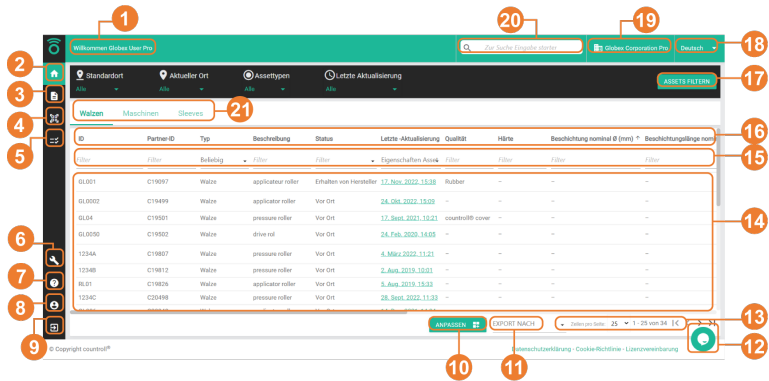 1
20
19
Willkommen Globex User Pro
Zur Suche Eingabe starten
Globex Corporation Pro
Deutsch
18
2
Standardort
Aktueller Ort
Assettypen
Letzte Aktualisierung
Alle
Alle
Alle
Alle
ASSETS FILTERN
17
3
Walzen
Maschinen
Sleeves
21
4
ID
Partner-ID
Typ
Beschreibung
Status
Letzte -Aktualisierung
Qualität
Härte
Beschichtung nominal Ø (mm) ↑
Beschichtungslänge nomi
16
5
Filter
Filter
Beliebig
Filter
Filter
Eigenschaften Asset
Filter
Filter
Filter
Filter
15
GL001 C19097 Walze applicateur roller Erhalten von Hersteller 17. Nov. 2022, 15:38 Rubber – – –
GL0002 C19499 Walze applicator roller Vor Ort 24. Okt. 2022, 15:09 – – – –
GL04 C19501 Walze pressure roller Vor Ort 17. Sept. 2021, 10:21 countroll® cover – – –
14
GL0050 C19502 Walze drive rol Vor Ort 24. Feb. 2020, 14:05 – – – –
6
1234A C19807 Walze pressure roller Vor Ort 4. März 2022, 11:21 – – – –
1234B C19812 Walze pressure roller Vor Ort 2. Aug. 2019, 10:01 – – – –
7
RL01 C19826 Walze applicator roller Vor Ort 5. Aug. 2019, 15:33 – – – –
8
1234C C20498 Walze pressure roller Vor Ort 28. Sept. 2022, 11:33 – – – –
9
ANPASSEN
EXPORT NACH
Zeilen pro Seite: 25 1 - 25 von 34
13
© Copyright countroll®
Datenschutzerklärung - Cookie-Richtlinie - Lizenzvereinbarung
10
11
12